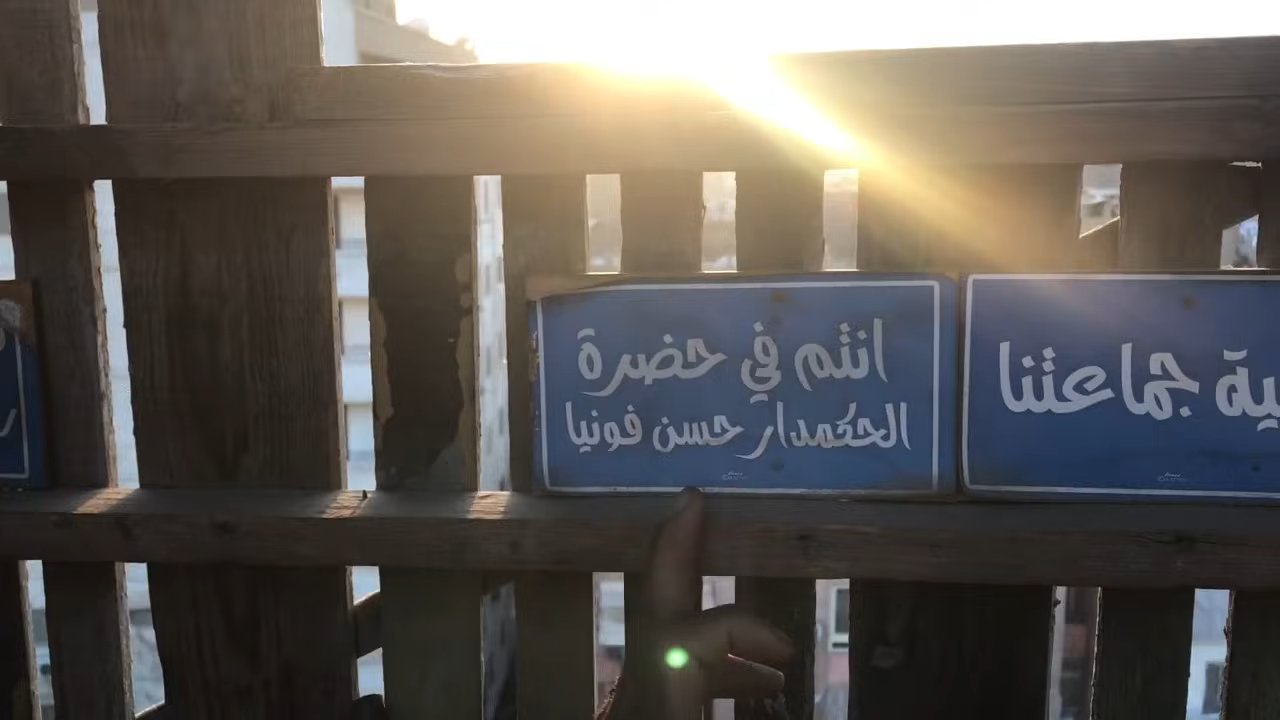 انتم في حضرة
الحكمدار حسن فونيا
ية جماعتنا